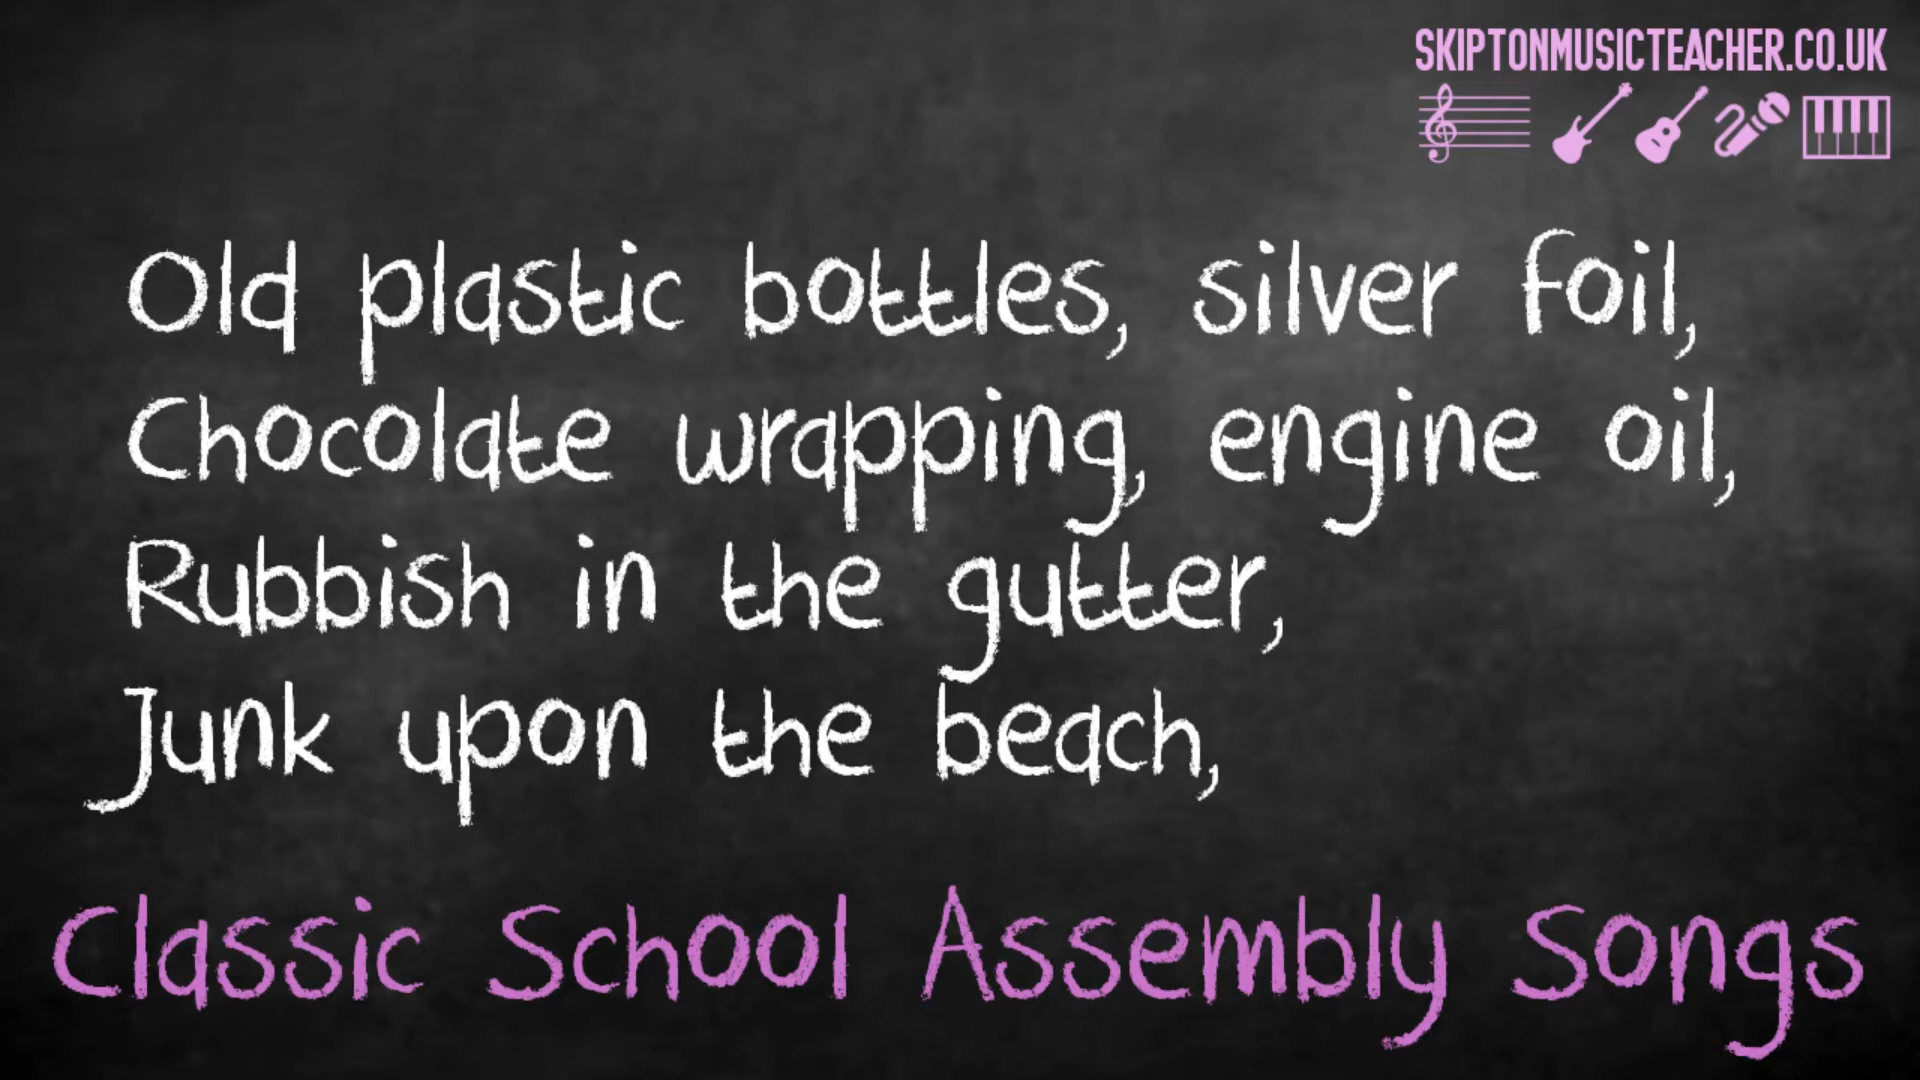 SKIPTONMUSICTEACHER.CO.UK
Old plastic bottles, silver foil,
Chocolate wrapping, engine oil,
Rubbish in the gutter,
Junk upon the beach,
Classic School Assembly Songs